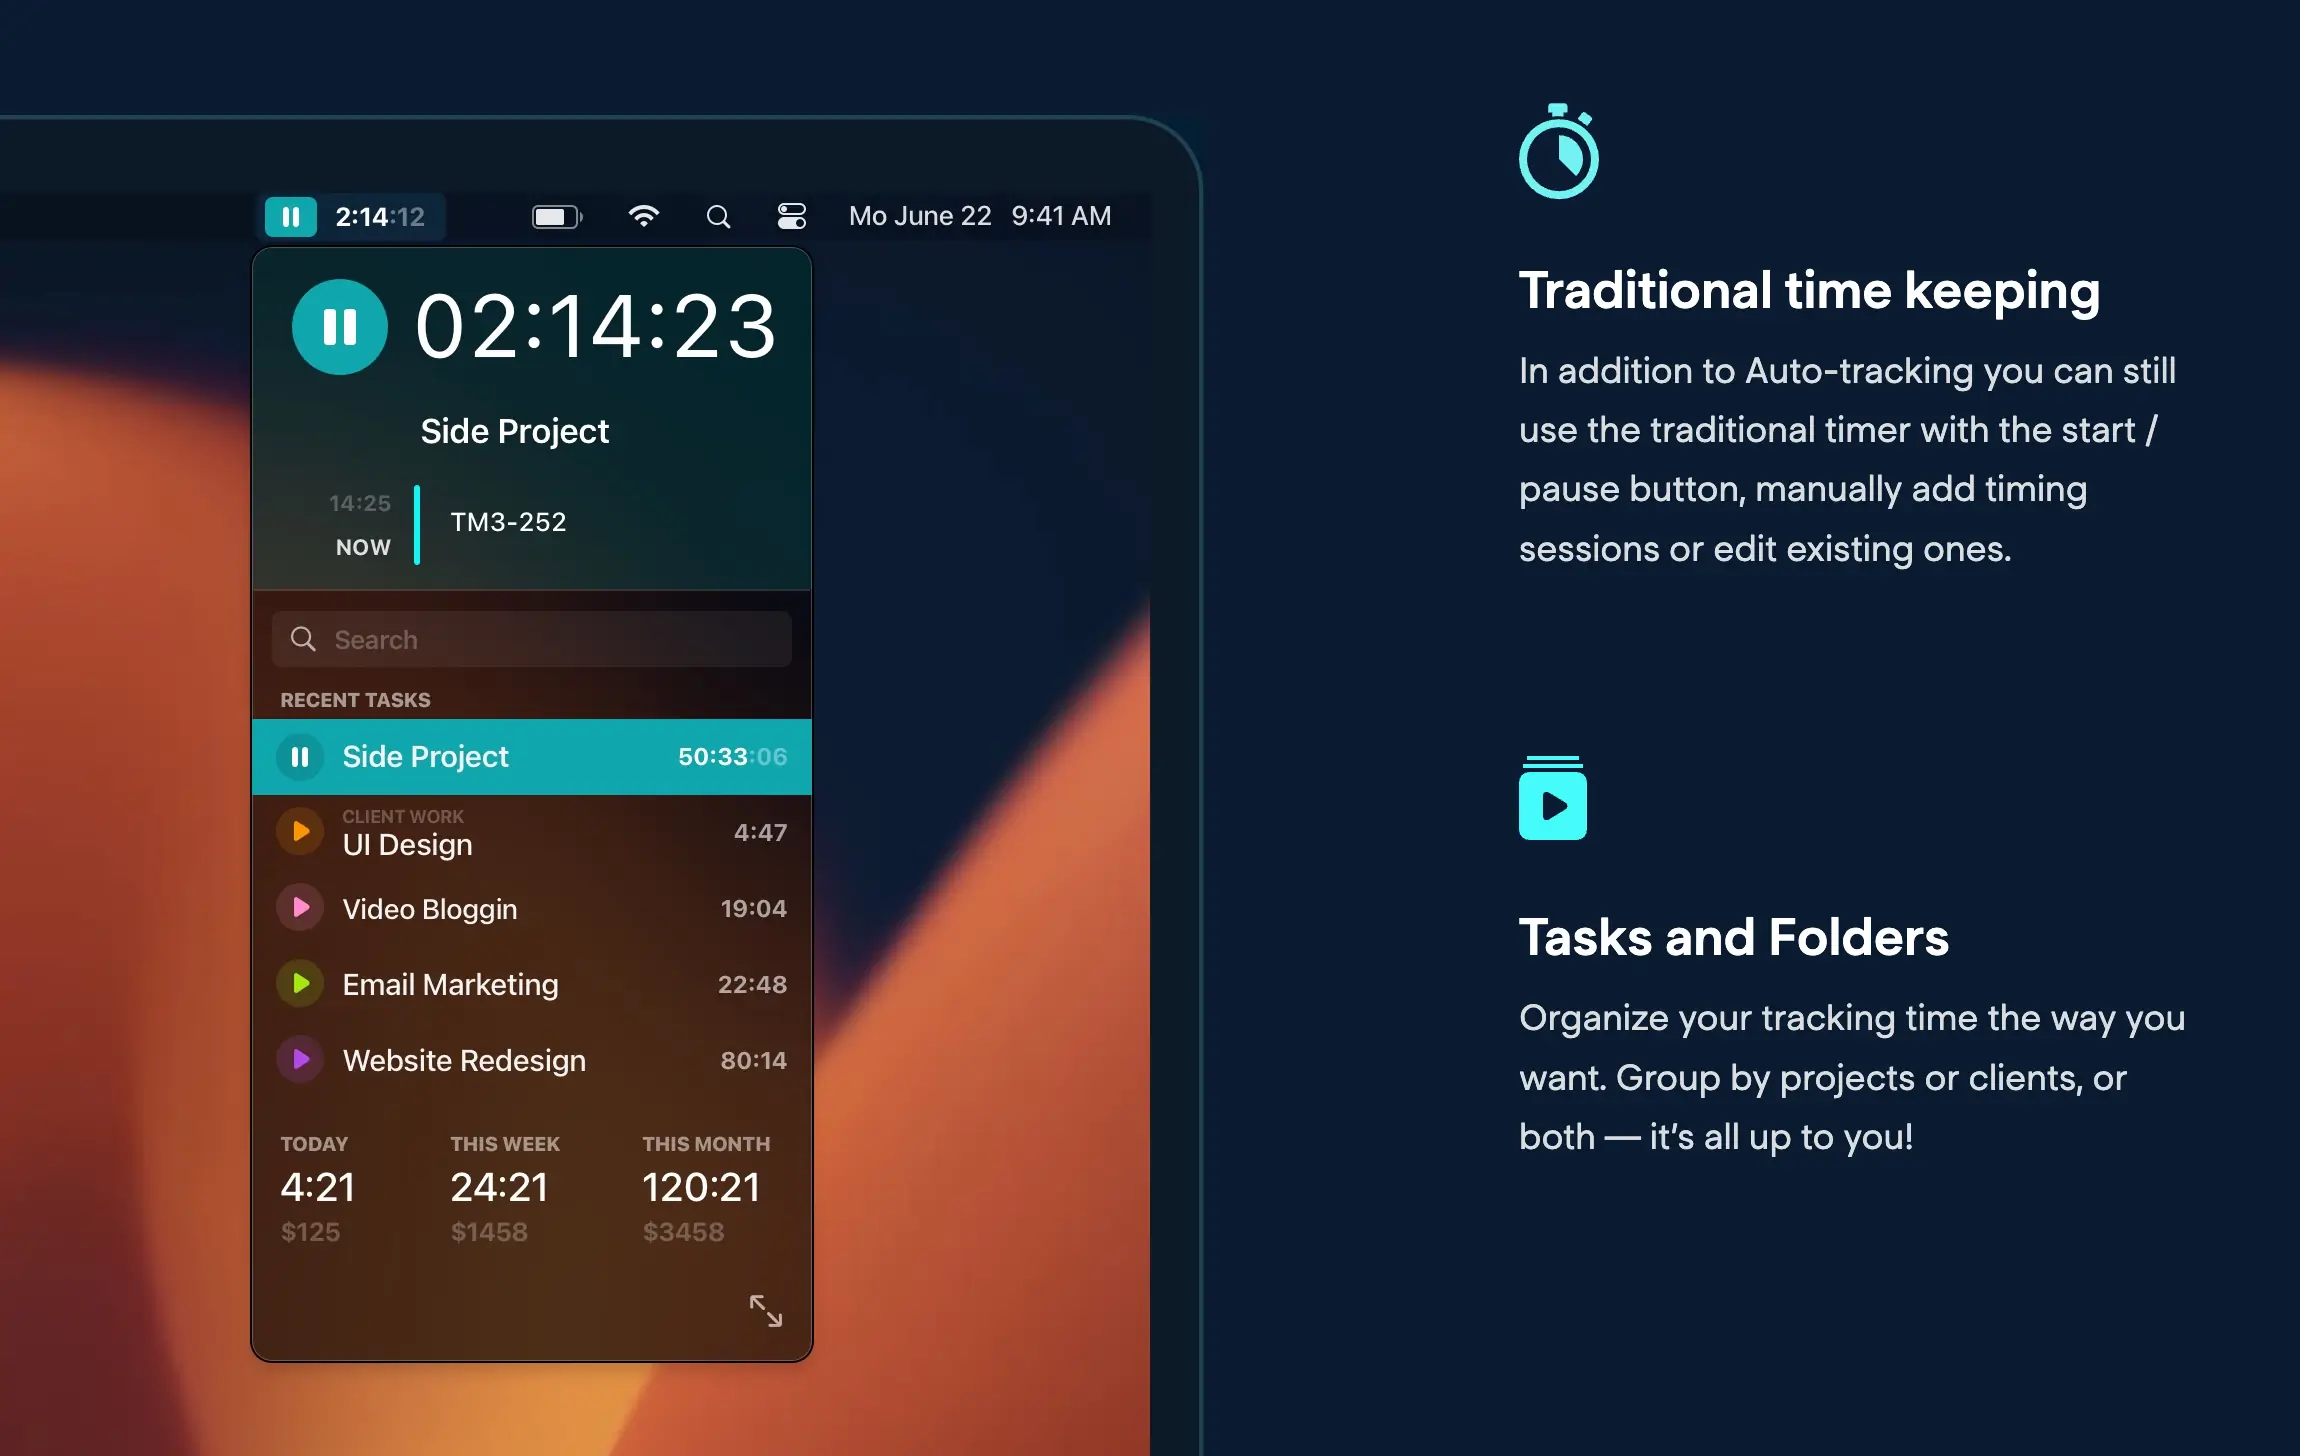 2:14:12
Mo June 22 9:41 AM
02:14:23
Side Project
14:25
NOW
TM3-252
Search
RECENT TASKS
Side Project 50:33:06
CLIENT WORK
UI Design 4:47
Video Bloggin 19:04
Email Marketing 22:48
Website Redesign 80:14
TODAY THIS WEEK THIS MONTH
4:21 24:21 120:21
$125 $1458 $3458
Traditional time keeping
In addition to Auto-tracking you can still
use the traditional timer with the start /
pause button, manually add timing
sessions or edit existing ones.
Tasks and Folders
Organize your tracking time the way you
want. Group by projects or clients, or
both — it’s all up to you!